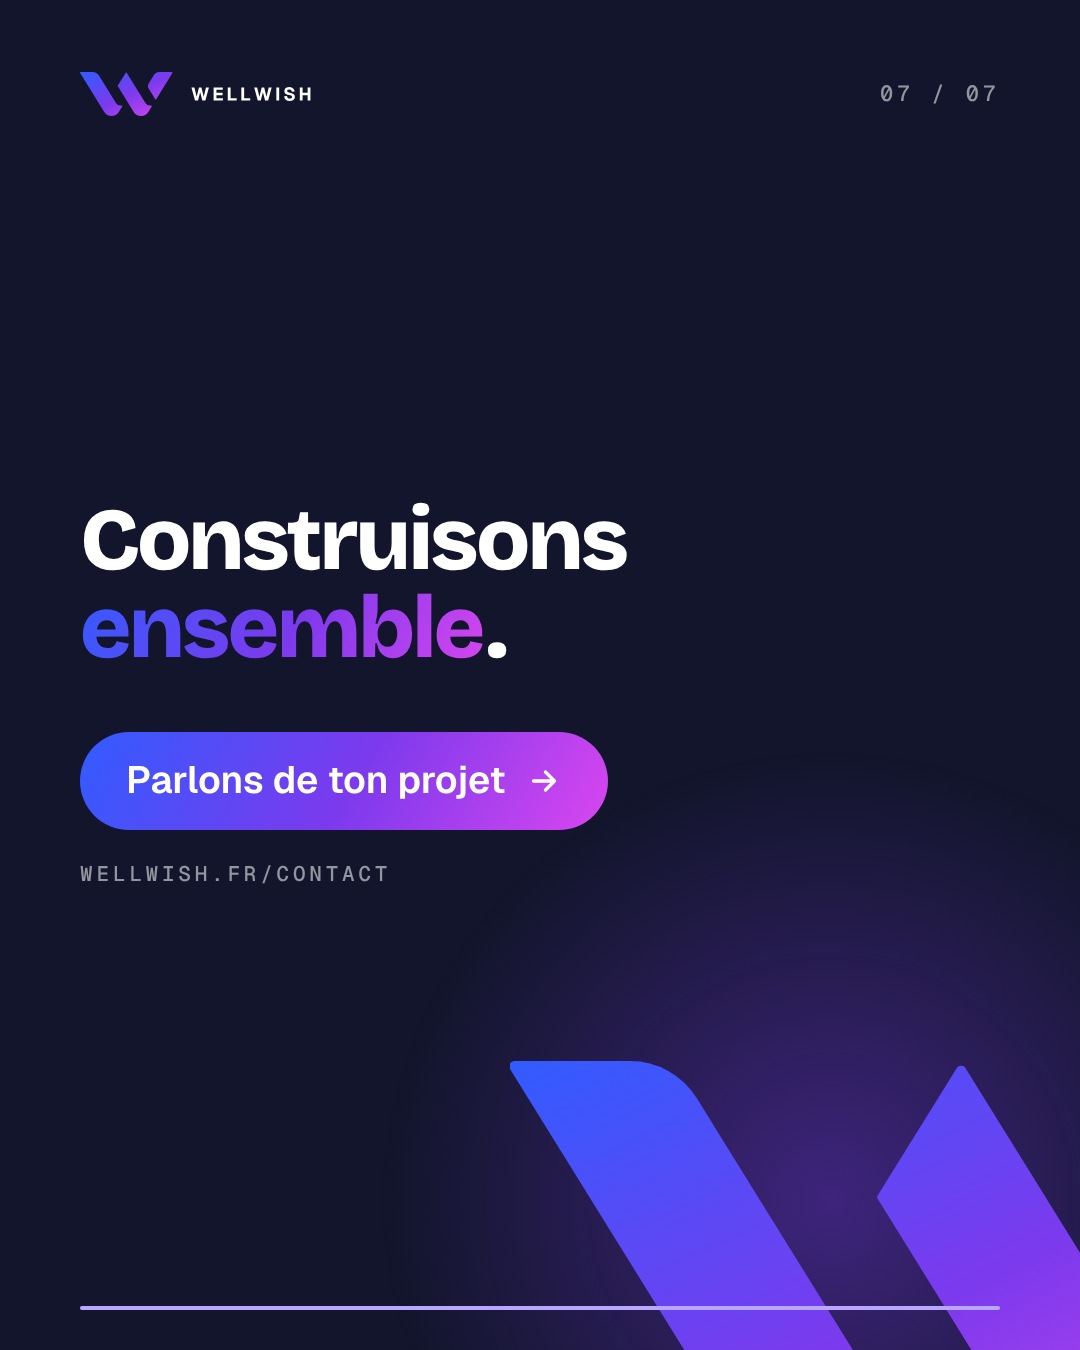 WELLWISH
07 / 07
Construisons
ensemble.
Parlons de ton projet →
WELLWISH.FR/CONTACT